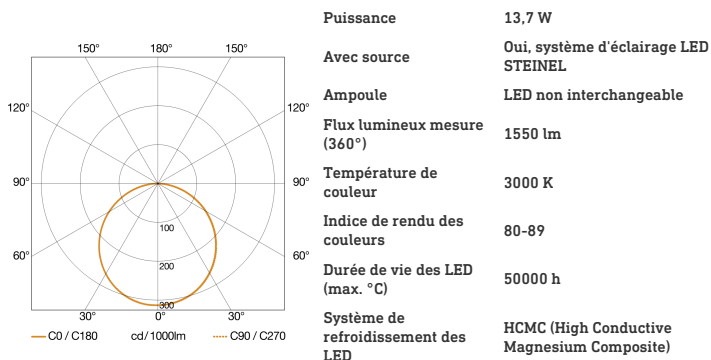 150° 180° 150°
120° 120°
90° 90°
100
60° 60°
200
300
30° 0° 30°
C0 / C180 cd/1000lm C90 / C270
Puissance 13,7 W
Avec source Oui, système d'éclairage LED
STEINEL
Ampoule LED non interchangeable
Flux lumineux mesure
(360°) 1550 lm
Température de
couleur 3000 K
Indice de rendu des
couleurs 80-89
Durée de vie des LED
(max. °C) 50000 h
Système de
refroidissement des
LED
HCMC (High Conductive
Magnesium Composite)